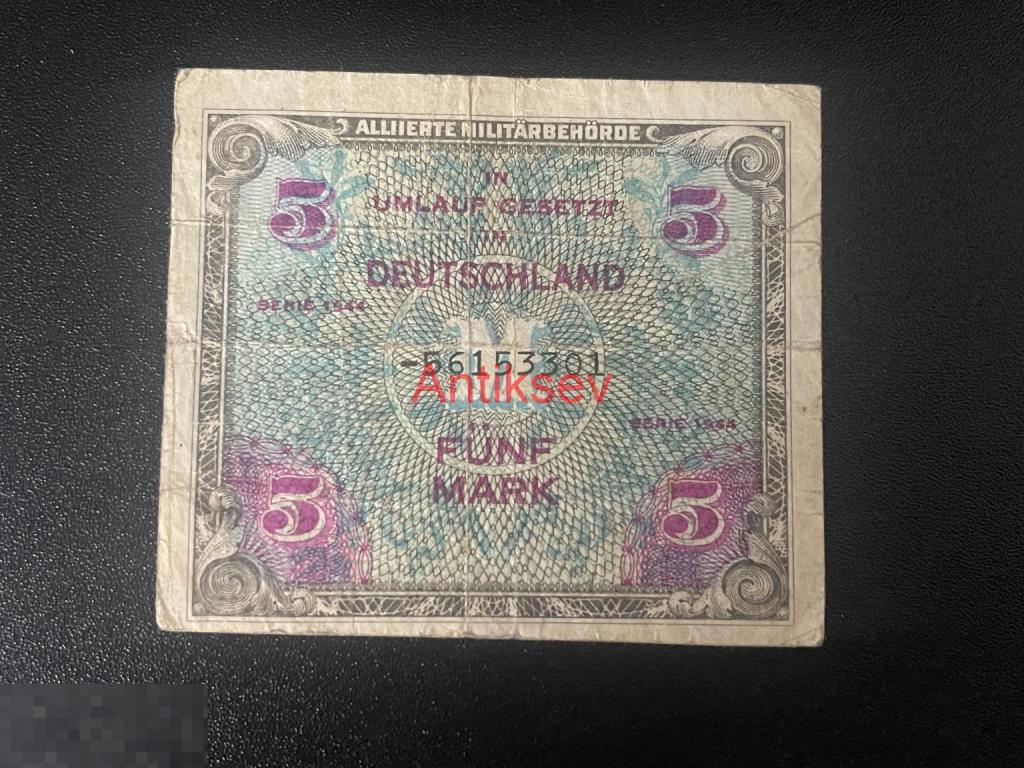 ALLIIERTE MILITÄRBEHÖRDE
IN
5 UMLAUF GESETZT 5
IN
DEUTSCHLAND
SERIE 1944
-56153301
Antiksev
SERIE 1944
FÜNF
5 MARK 5